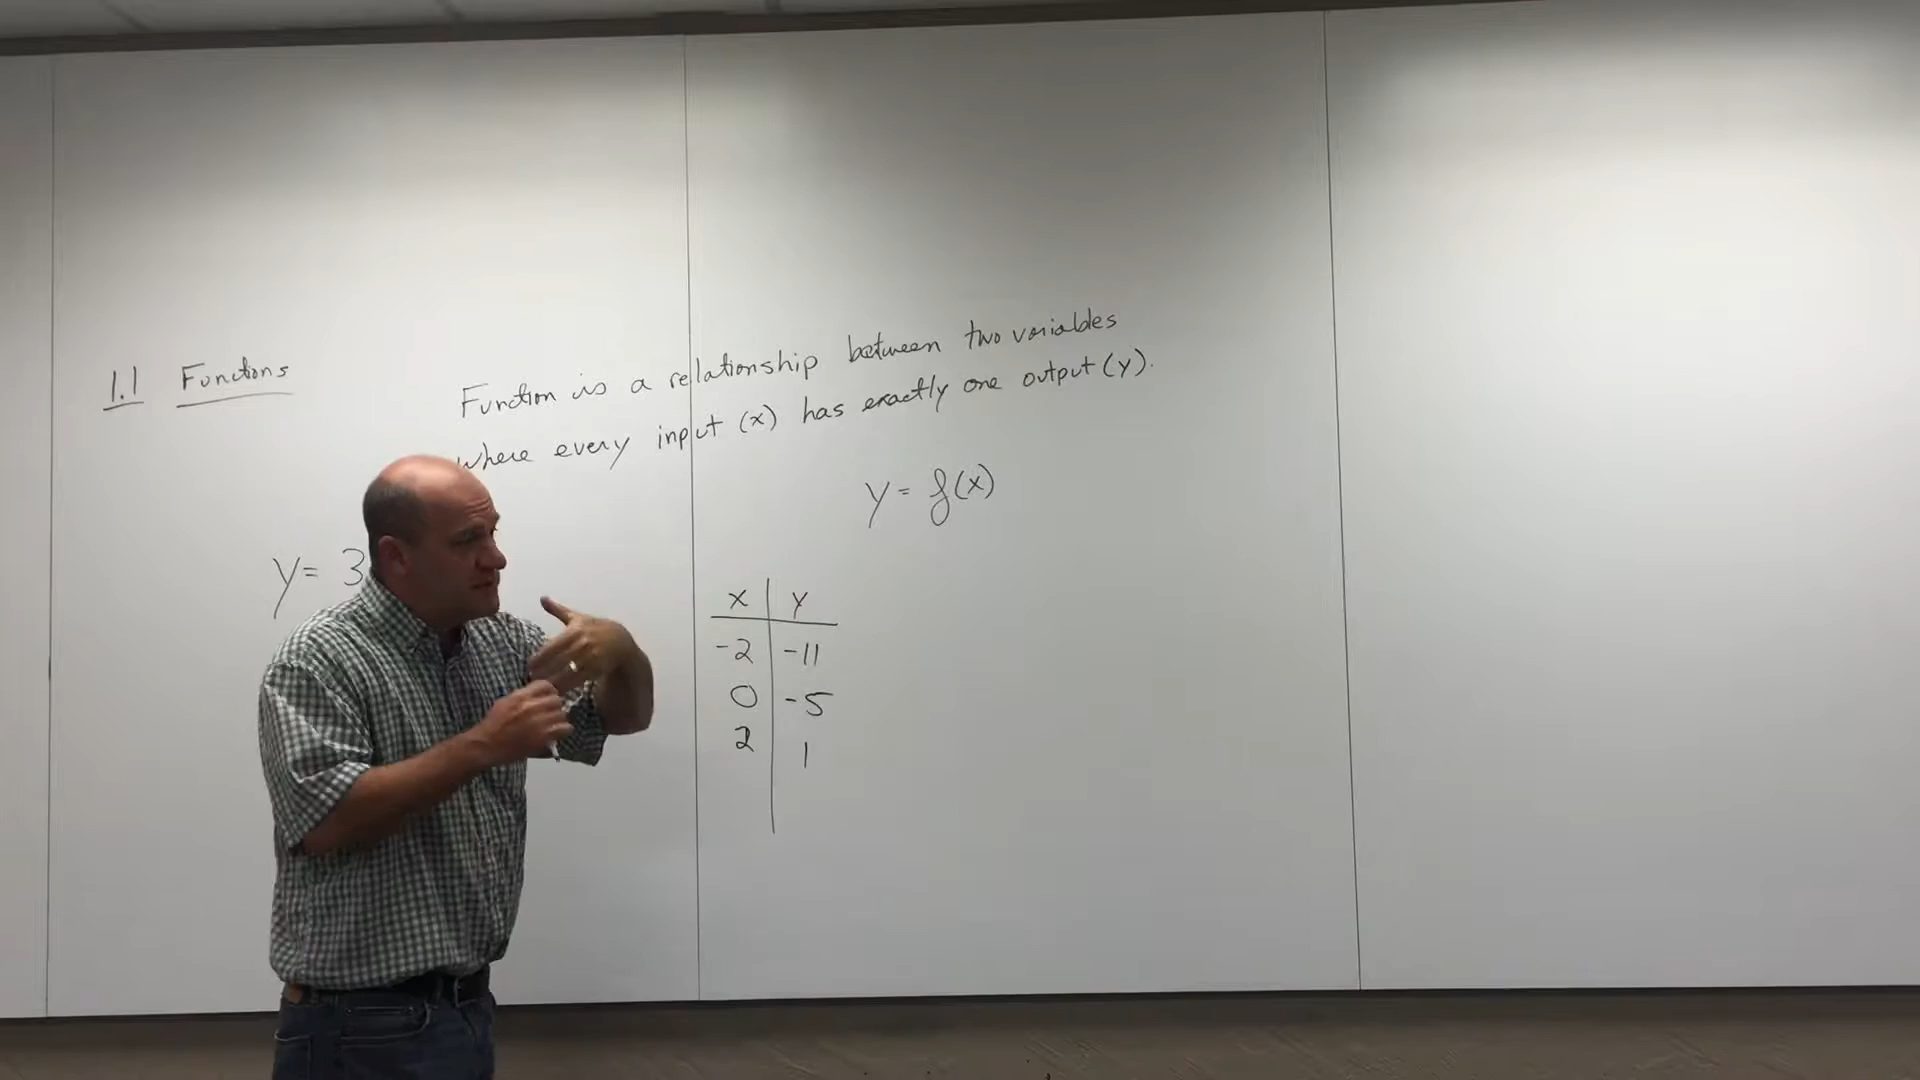 1.1 Functions
Function is a relationship between two variables
where every input (x) has exactly one output (y).
y = f(x)
y = 3
x y
-2 -11
0 -5
2 1